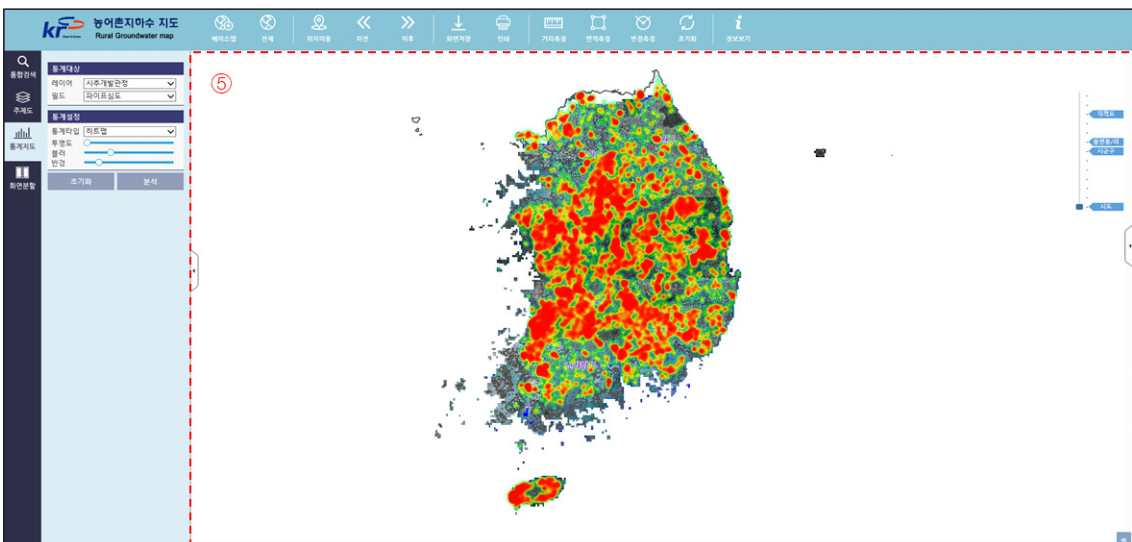 농어촌지하수 지도
Rural Groundwater map
베이스맵
전체
위치이동
이전
이후
화면저장
인쇄
거리측정
면적측정
반경측정
초기화
정보보기
통합검색
주제도
통계지도
화면분할
통계대상
레이어 시추개발관정
필드 파이프심도
통계설정
통계타입 히트맵
투명도
블러
반경
초기화 분석
⑤
지적도
읍면동/리
시군구
시도